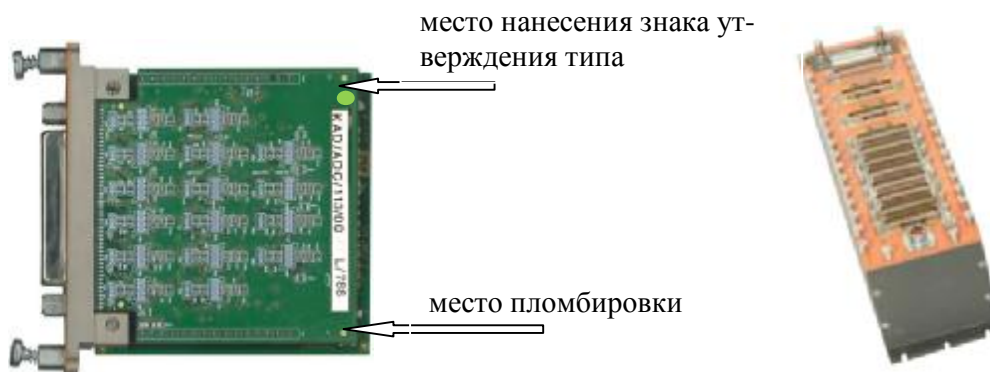 место нанесения знака ут-
верждения типа
KAD/ADC/113/00 L/786
место пломбировки